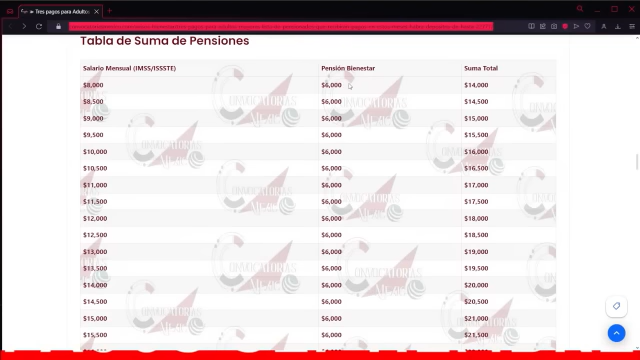 Tres pagos para Adultos
Tabla de Suma de Pensiones
Salario Mensual (IMSS/ISSSTE) Pensión Bienestar Suma Total
$8,000 $6,000 $14,000
$8,500 $6,000 $14,500
$9,000 $6,000 $15,000
$9,500 $6,000 $15,500
$10,000 $6,000 $16,000
$10,500 $6,000 $16,500
$11,000 $6,000 $17,000
$11,500 $6,000 $17,500
$12,000 $6,000 $18,000
$12,500 $6,000 $18,500
$13,000 $6,000 $19,000
$13,500 $6,000 $19,500
$14,000 $6,000 $20,000
$14,500 $6,000 $20,500
$15,000 $6,000 $21,000
$15,500 $6,000 $21,500